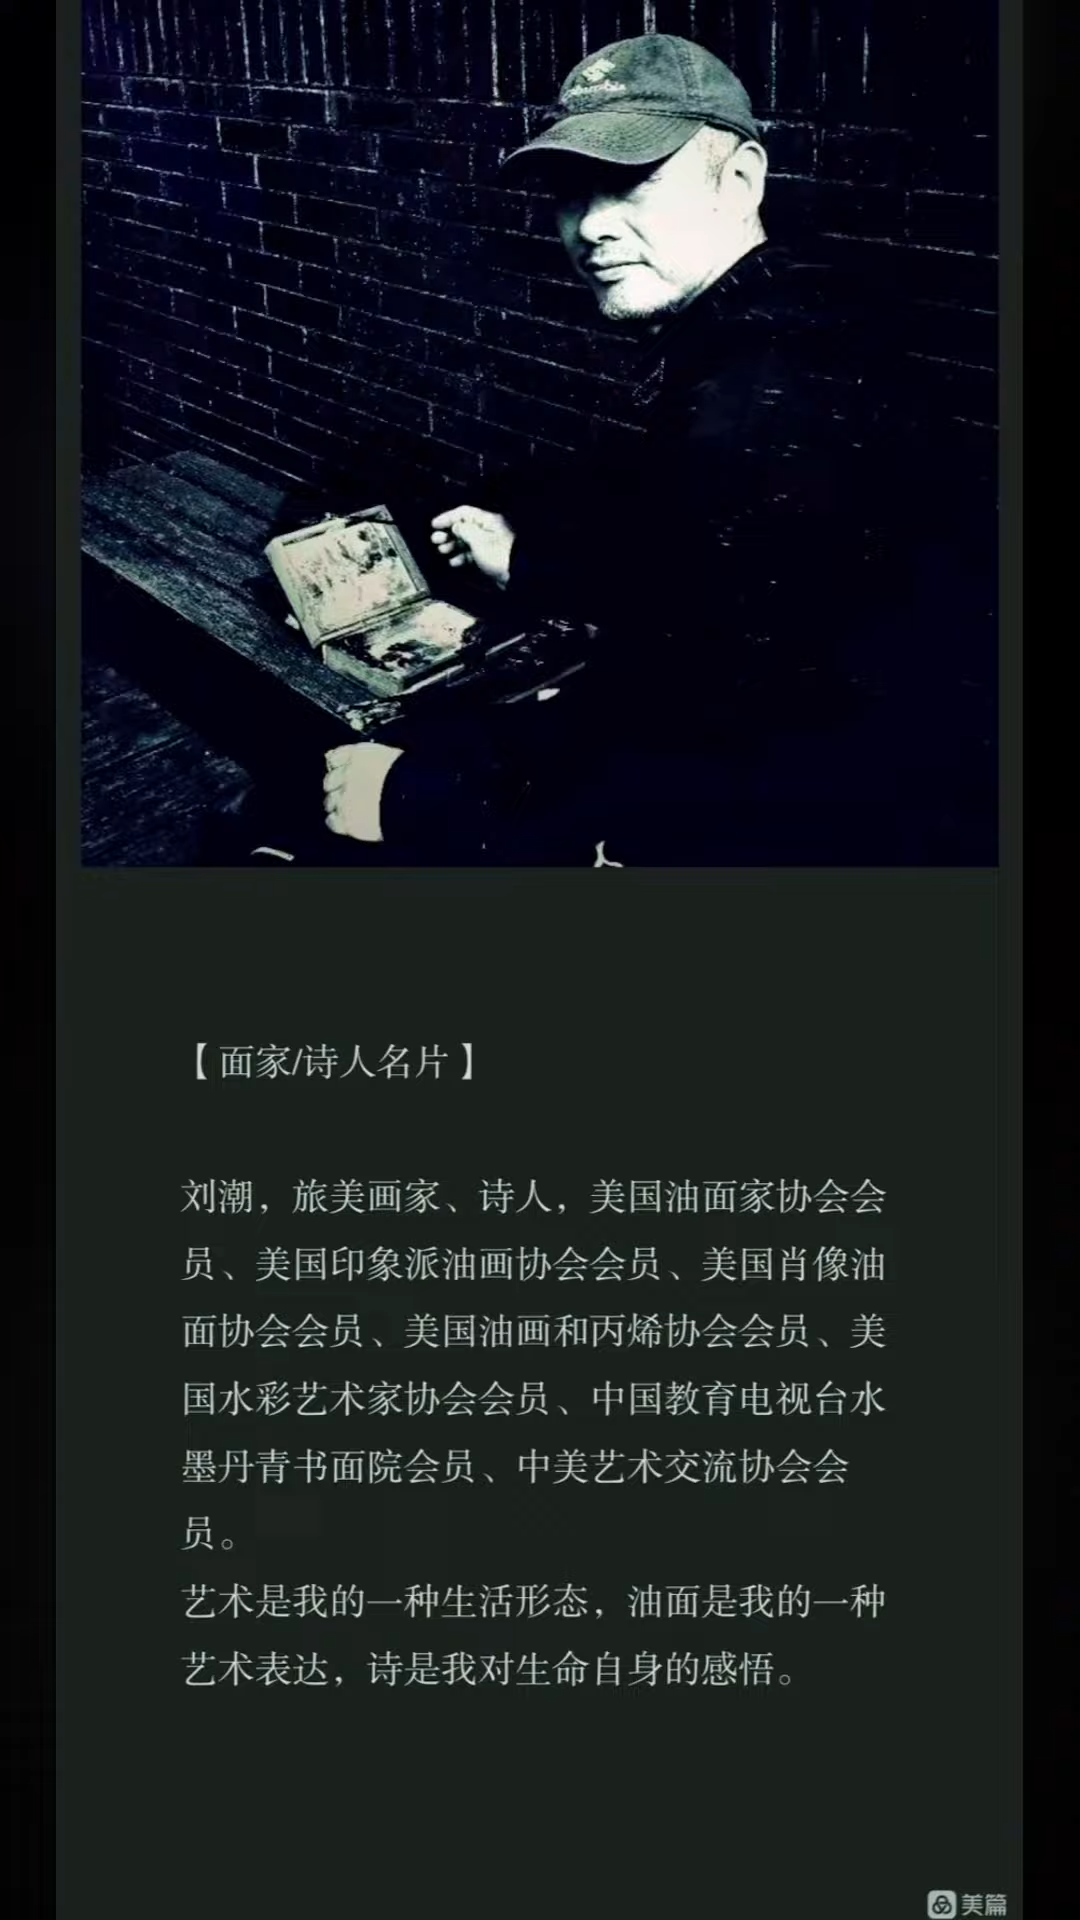 Columbia
【面家/诗人名片】
刘潮，旅美画家、诗人，美国油面家协会会
员、美国印象派油画协会会员、美国肖像油
面协会会员、美国油画和丙烯协会会员、美
国水彩艺术家协会会员、中国教育电视台水
墨丹青书面院会员、中美艺术交流协会会
员。
艺术是我的一种生活形态，油面是我的一种
艺术表达，诗是我对生命自身的感悟。
美篇